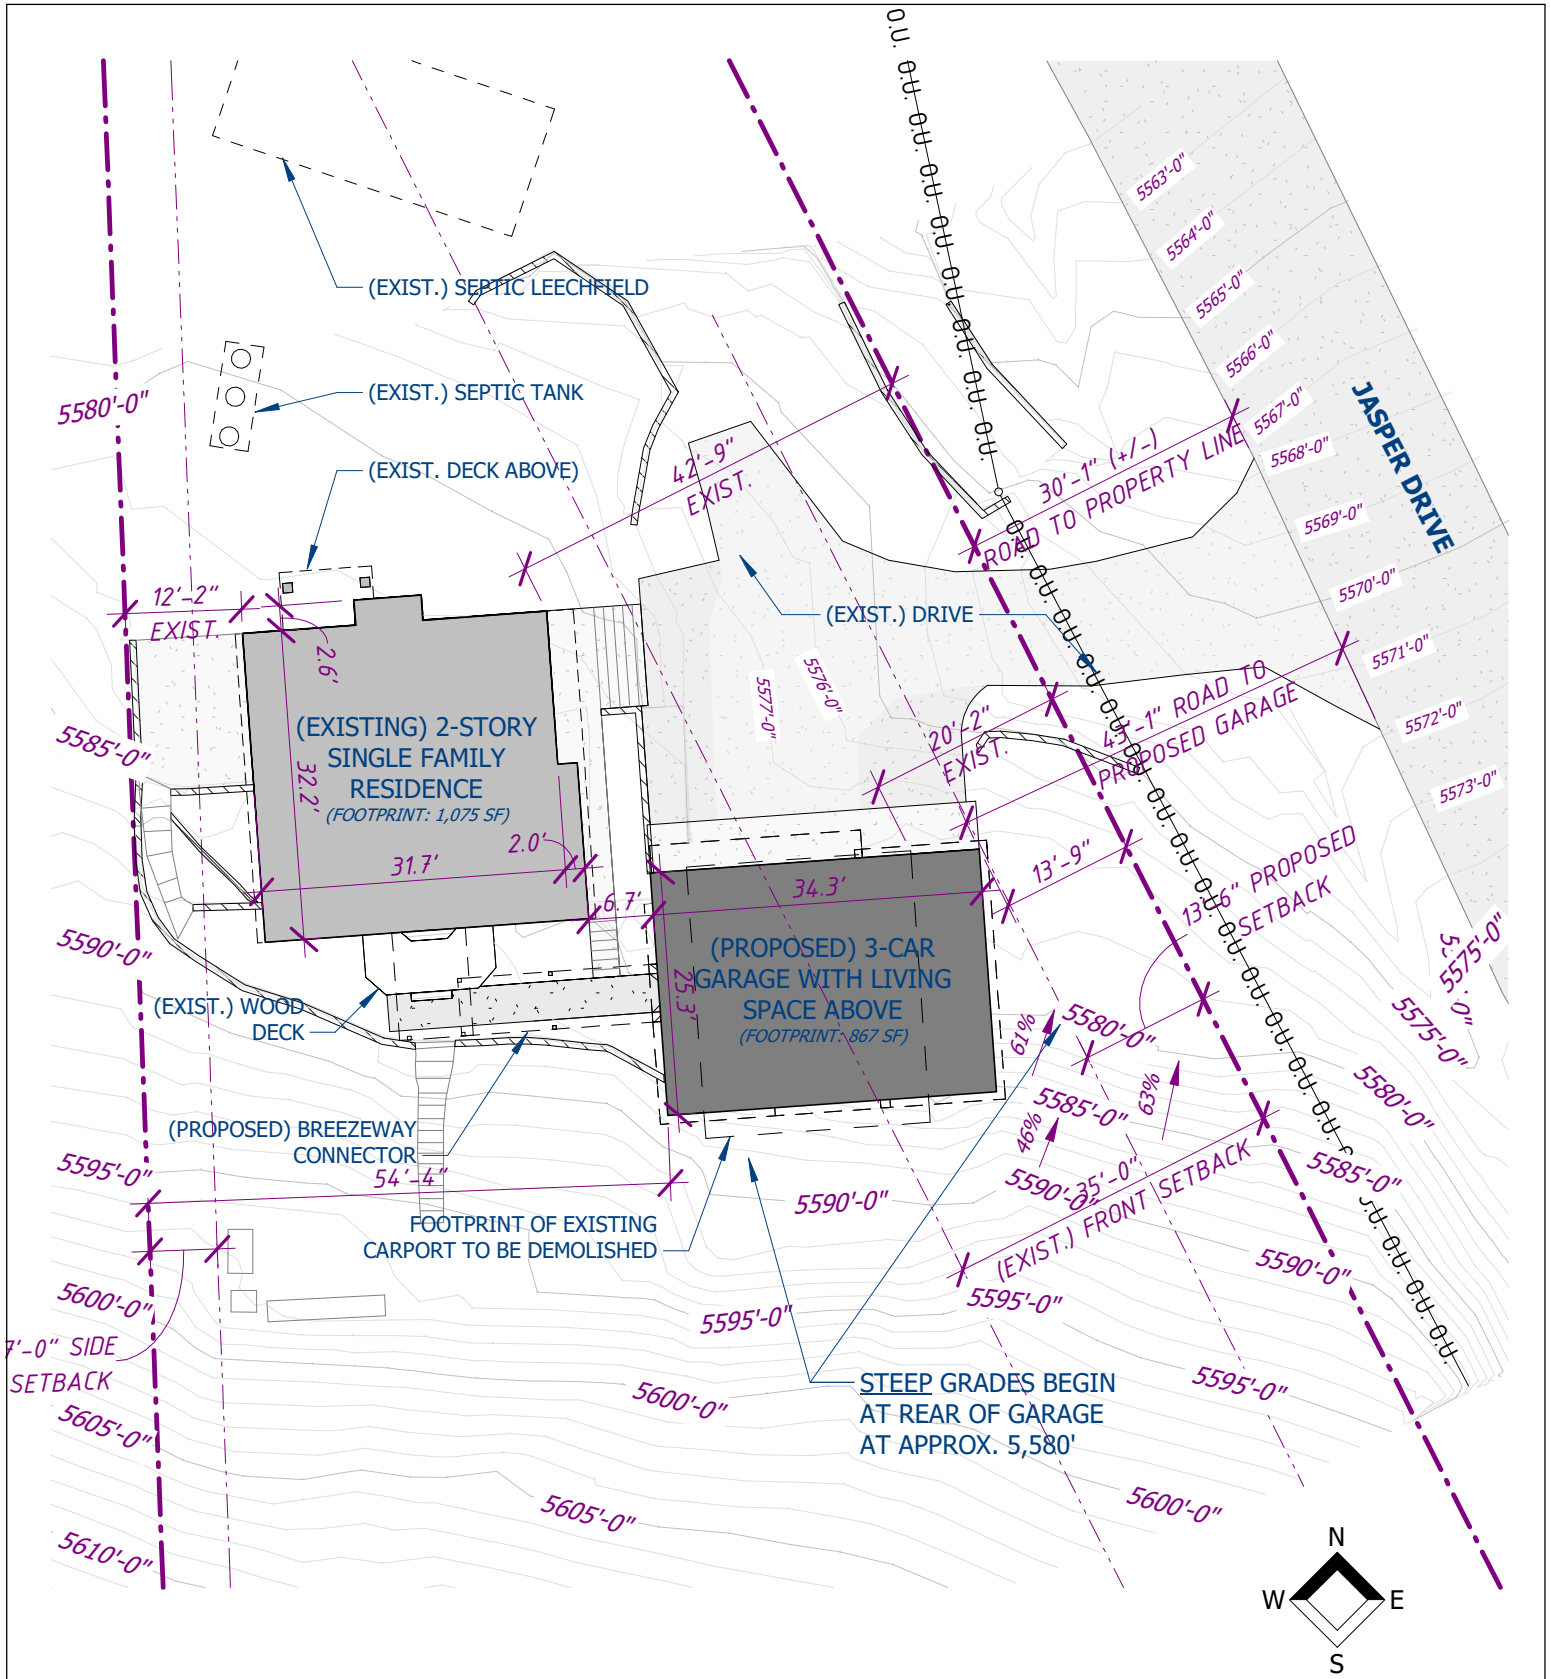 O.U. O.U. O.U. O.U. O.U. O.U. O.U. O.U. O.U. O.U.
5563'-0"
5564'-0"
5565'-0"
5566'-0"
5567'-0"
5568'-0"
5569'-0"
5570'-0"
5571'-0"
5572'-0"
5573'-0"
JASPER DRIVE
(EXIST.) SEPTIC LEECHFIELD
(EXIST.) SEPTIC TANK
(EXIST. DECK ABOVE)
5580'-0"
42'-9"
EXIST.
30'-1" (+/-)
ROAD TO PROPERTY LINE
12'-2"
EXIST.
2.6'
(EXIST.) DRIVE
5577'-0"
5576'-0"
5585'-0"
(EXISTING) 2-STORY
SINGLE FAMILY
RESIDENCE
(FOOTPRINT: 1,075 SF)
32.2'
31.7'
2.0'
6.7'
20'-2"
EXIST.
45'-1" ROAD TO
PROPOSED GARAGE
34.3'
13'-9"
13'-6" PROPOSED
SETBACK
(PROPOSED) 3-CAR
GARAGE WITH LIVING
SPACE ABOVE
(FOOTPRINT: 867 SF)
25.3'
5590'-0"
(EXIST.) WOOD
DECK
5575'-0"
5575'-0"
61%
5580'-0"
63%
46%
5585'-0"
5580'-0"
(PROPOSED) BREEZEWAY
CONNECTOR
5595'-0"
54'-4"
5590'-0"
5590'-0"
35'-0"
(EXIST.) FRONT SETBACK
5585'-0"
FOOTPRINT OF EXISTING
CARPORT TO BE DEMOLISHED
5590'-0"
5600'-0"
5595'-0"
5595'-0"
7'-0" SIDE
SETBACK
5600'-0"
STEEP GRADES BEGIN
AT REAR OF GARAGE
AT APPROX. 5,580'
5595'-0"
5605'-0"
5605'-0"
5600'-0"
5610'-0"
N
W E
S